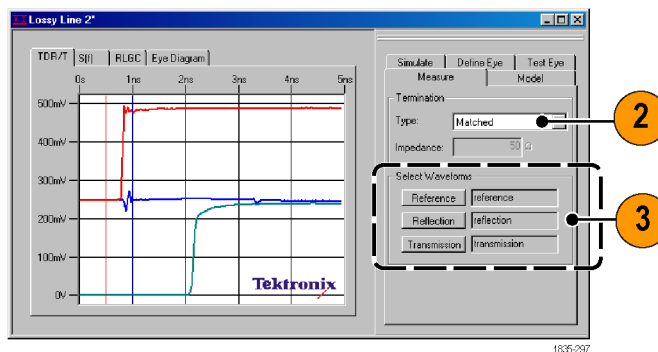 Lossy Line 2*
TDR/T S(f) RLGC Eye Diagram
0s 1ns 2ns 3ns 4ns 5ns
500mV
400mV
300mV
200mV
100mV
0V
Tektronix
Simulate Define Eye Test Eye
Measure Model
Termination
Type: Matched
Impedance: 50 Ω
Select Waveforms
Reference reference
Reflection reflection
Transmission transmission
2
3
1835-297